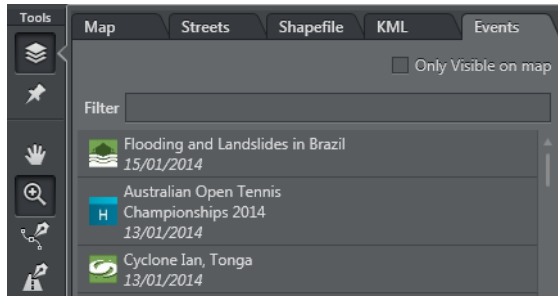 Tools
Map Streets Shapefile KML Events
Only Visible on map
Filter
Flooding and Landslides in Brazil
15/01/2014
Australian Open Tennis
Championships 2014
H
13/01/2014
Cyclone Ian, Tonga
13/01/2014